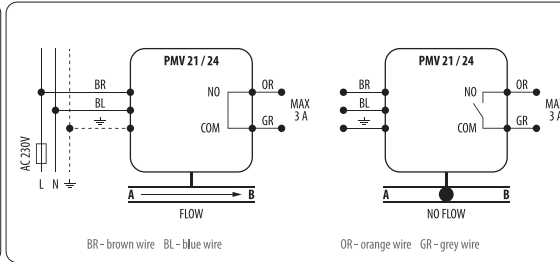 PMV 21 / 24
BR
NO
OR
BL
MAX
3 A
COM
GR
AC 230V
L N
A B
FLOW
PMV 21 / 24
BR
NO
OR
BL
MAX
3 A
COM
GR
A B
NO FLOW
BR – brown wire BL – blue wire
OR – orange wire GR – grey wire